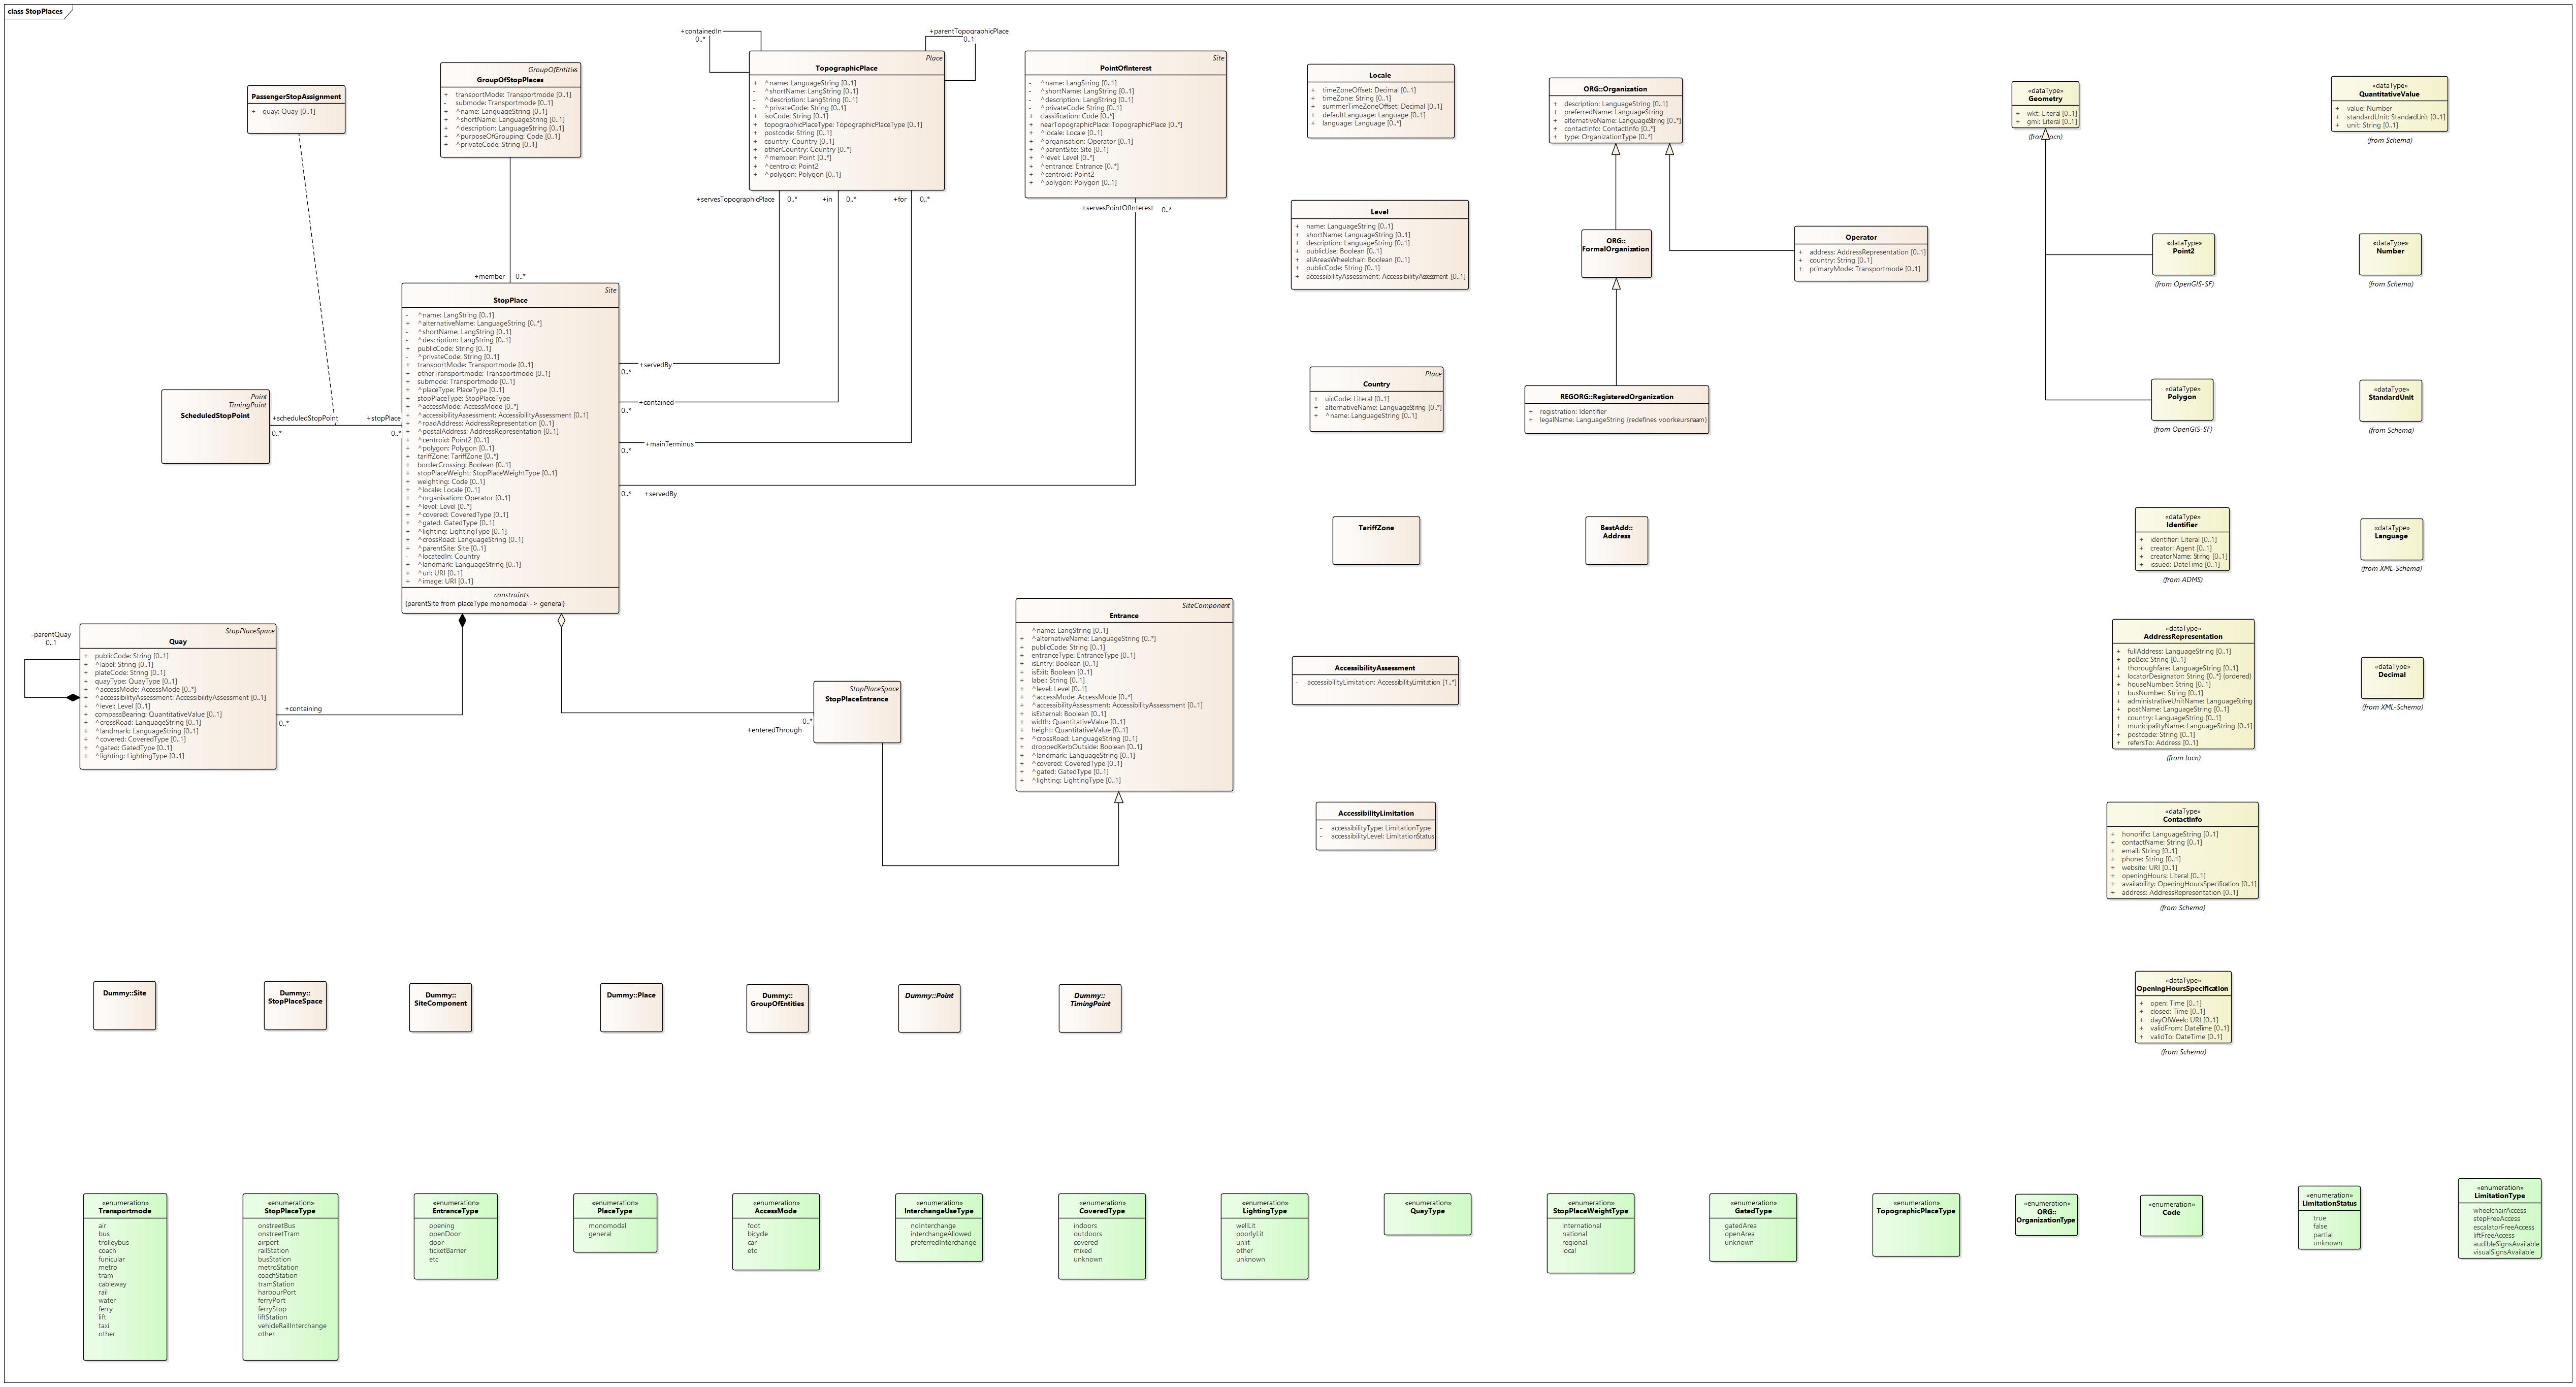 class StopPlaces
PassengerStopAssignment
+ quay: Quay [0..1]
GroupOfEntities
GroupOfStopPlaces
+ transportMode: Transportmode [0..1]
- submode: Transportmode [0..1]
+ ^name: LanguageString [0..1]
+ ^shortName: LanguageString [0..1]
+ ^description: LanguageString [0..1]
+ purposeOfGrouping: Code [0..1]
+ ^privateCode: String [0..1]
+containedIn
0..*
+parentTopographicPlace
0..1
Place
TopographicPlace
+ ^name: LanguageString [0..1]
- ^shortName: LangString [0..1]
- ^description: LangString [0..1]
- ^privateCode: String [0..1]
+ isoCode: String [0..1]
+ topographicPlaceType: TopographicPlaceType [0..1]
+ postcode: String [0..1]
+ country: Country [0..1]
+ otherCountry: Country [0..*]
+ ^member: Point [0..*]
+ ^centroid: Point2
+ ^polygon: Polygon [0..1]
Site
PointOfInterest
- ^name: LangString [0..1]
- ^shortName: LangString [0..1]
- ^description: LangString [0..1]
- ^privateCode: String [0..1]
+ classification: Code [0..*]
+ nearTopographicPlace: TopographicPlace [0..*]
+ ^locale: Locale [0..1]
+ ^organisation: Operator [0..1]
+ ^parentSite: Site [0..1]
+ ^level: Level [0..*]
+ ^entrance: Entrance [0..*]
+ ^centroid: Point2
+ ^polygon: Polygon [0..1]
Locale
+ timeZoneOffset: Decimal [0..1]
+ timeZone: String [0..1]
+ summerTimeZoneOffset: Decimal [0..1]
+ defaultLanguage: Language [0..1]
+ language: Language [0..*]
ORG::Organization
+ description: LanguageString [0..1]
+ preferredName: LanguageString
+ alternativeName: LanguageString [0..*]
+ contactinfo: ContactInfo [0..*]
+ type: OrganizationType [0..*]
«dataType»
Geometry
+ wkt: Literal [0..1]
+ gml: Literal [0..1]
(from locn)
«dataType»
QuantitativeValue
+ value: Number
+ standardUnit: StandardUnit [0..1]
+ unit: String [0..1]
(from Schema)
+servesTopographicPlace 0..*
+in 0..*
+for 0..*
+servesPointOfInterest 0..*
Level
+ name: LanguageString [0..1]
+ shortName: LanguageString [0..1]
+ description: LanguageString [0..1]
+ publicUse: Boolean [0..1]
+ allAreasWheelchair: Boolean [0..1]
+ publicCode: String [0..1]
+ accessibilityAssessment: AccessibilityAssessment [0..1]
ORG::
FormalOrganization
Operator
+ address: AddressRepresentation [0..1]
+ country: String [0..1]
+ primaryMode: Transportmode [0..1]
«dataType»
Point2
(from OpenGIS-SF)
«dataType»
Number
(from Schema)
+member 0..*
Site
StopPlace
- ^name: LangString [0..1]
+ ^alternativeName: LanguageString [0..*]
- ^shortName: LangString [0..1]
- ^description: LangString [0..1]
+ publicCode: String [0..1]
- ^privateCode: String [0..1]
+ transportMode: Transportmode [0..1]
+ otherTransportmode: Transportmode [0..1]
+ submode: Transportmode [0..1]
+ ^placeType: PlaceType [0..1]
+ stopPlaceType: StopPlaceType
+ ^accessMode: AccessMode [0..*]
+ ^accessibilityAssessment: AccessibilityAssessment [0..1]
+ ^roadAddress: AddressRepresentation [0..1]
+ ^postalAddress: AddressRepresentation [0..1]
+ ^centroid: Point2 [0..1]
+ ^polygon: Polygon [0..1]
+ tariffZone: TariffZone [0..*]
+ borderCrossing: Boolean [0..1]
+ stopPlaceWeight: StopPlaceWeightType [0..1]
+ weighting: Code [0..1]
+ ^locale: Locale [0..1]
+ ^organisation: Operator [0..1]
+ ^level: Level [0..*]
+ ^covered: CoveredType [0..1]
+ ^gated: GatedType [0..1]
+ ^lighting: LightingType [0..1]
+ ^crossRoad: LanguageString [0..1]
+ ^parentSite: Site [0..1]
- ^locatedIn: Country
+ ^landmark: LanguageString [0..1]
+ ^url: URI [0..1]
+ ^image: URI [0..1]
constraints
{parentSite from placeType monomodal -> general}
+servedBy
0..*
+contained
0..*
+mainTerminus
0..*
0..* +servedBy
Point
TimingPoint
ScheduledStopPoint
+scheduledStopPoint
0..*
+stopPlace
0..*
Place
Country
+ uicCode: Literal [0..1]
+ alternativeName: LanguageString [0..*]
+ ^name: LanguageString [0..1]
REGORG::RegisteredOrganization
+ registration: Identifier
+ legalName: LanguageString {redefines voorkeursnaam}
«dataType»
Polygon
(from OpenGIS-SF)
«dataType»
StandardUnit
(from Schema)
TariffZone
BestAdd::
Address
«dataType»
Identifier
+ identifier: Literal [0..1]
+ creator: Agent [0..1]
+ creatorName: String [0..1]
+ issued: DateTime [0..1]
(from ADMS)
«dataType»
Language
(from XML-Schema)
-parentQuay
0..1
StopPlaceSpace
Quay
+ publicCode: String [0..1]
+ ^label: String [0..1]
+ plateCode: String [0..1]
+ quayType: QuayType [0..1]
+ ^accessMode: AccessMode [0..*]
+ ^accessibilityAssessment: AccessibilityAssessment [0..1]
+ ^level: Level [0..1]
+ compassBearing: QuantitativeValue [0..1]
+ ^crossRoad: LanguageString [0..1]
+ ^landmark: LanguageString [0..1]
+ ^covered: CoveredType [0..1]
+ ^gated: GatedType [0..1]
+ ^lighting: LightingType [0..1]
+containing
0..*
StopPlaceSpace
StopPlaceEntrance
0..*
+enteredThrough
SiteComponent
Entrance
- ^name: LangString [0..1]
+ ^alternativeName: LanguageString [0..*]
+ publicCode: String [0..1]
+ entranceType: EntranceType [0..1]
+ isEntry: Boolean [0..1]
+ isExit: Boolean [0..1]
+ label: String [0..1]
+ ^level: Level [0..1]
+ ^accessMode: AccessMode [0..*]
+ ^accessibilityAssessment: AccessibilityAssessment [0..1]
+ isExternal: Boolean [0..1]
+ width: QuantitativeValue [0..1]
+ height: QuantitativeValue [0..1]
+ ^crossRoad: LanguageString [0..1]
+ droppedKerbOutside: Boolean [0..1]
+ ^landmark: LanguageString [0..1]
+ ^covered: CoveredType [0..1]
+ ^gated: GatedType [0..1]
+ ^lighting: LightingType [0..1]
AccessibilityAssessment
- accessibilityLimitation: AccessibilityLimitation [1..*]
AccessibilityLimitation
- accessibilityType: LimitationType
- accessibilityLevel: LimitationStatus
«dataType»
AddressRepresentation
+ fullAddress: LanguageString [0..1]
+ poBox: String [0..1]
+ thoroughfare: LanguageString [0..1]
+ locatorDesignator: String [0..*] {ordered}
+ houseNumber: String [0..1]
+ busNumber: String [0..1]
+ administrativeUnitName: LanguageString
+ postName: LanguageString [0..1]
+ country: LanguageString [0..1]
+ municipalityName: LanguageString [0..1]
+ postcode: String [0..1]
+ refersTo: Address [0..1]
(from locn)
«dataType»
Decimal
(from XML-Schema)
«dataType»
ContactInfo
+ honorific: LanguageString [0..1]
+ contactName: String [0..1]
+ email: String [0..1]
+ phone: String [0..1]
+ website: URI [0..1]
+ openingHours: Literal [0..1]
+ availability: OpeningHoursSpecification [0..1]
+ address: AddressRepresentation [0..1]
(from Schema)
Dummy::Site
Dummy::
StopPlaceSpace
Dummy::
SiteComponent
Dummy::Place
Dummy::
GroupOfEntities
Dummy::Point
Dummy::
TimingPoint
«dataType»
OpeningHoursSpecification
+ open: Time [0..1]
+ closed: Time [0..1]
+ dayOfWeek: URI [0..1]
+ validFrom: DateTime [0..1]
+ validTo: DateTime [0..1]
(from Schema)
«enumeration»
Transportmode
air
bus
trolleybus
coach
funicular
metro
tram
cableway
rail
water
ferry
lift
taxi
other
«enumeration»
StopPlaceType
onstreetBus
onstreetTram
airport
railStation
busStation
metroStation
coachStation
tramStation
harbourPort
ferryPort
ferryStop
liftStation
vehicleRailInterchange
other
«enumeration»
EntranceType
opening
openDoor
door
ticketBarrier
etc
«enumeration»
PlaceType
monomodal
general
«enumeration»
AccessMode
foot
bicycle
car
etc
«enumeration»
InterchangeUseType
noInterchange
interchangeAllowed
preferredInterchange
«enumeration»
CoveredType
indoors
outdoors
covered
mixed
unknown
«enumeration»
LightingType
wellLit
poorlyLit
unlit
other
unknown
«enumeration»
QuayType
«enumeration»
StopPlaceWeightType
international
national
regional
local
«enumeration»
GatedType
gatedArea
openArea
unknown
«enumeration»
TopographicPlaceType
«enumeration»
ORG::
OrganizationType
«enumeration»
Code
«enumeration»
LimitationStatus
true
false
partial
unknown
«enumeration»
LimitationType
wheelchairAccess
stepFreeAccess
escalatorFreeAccess
liftFreeAccess
audibleSignsAvailable
visualSignsAvailable